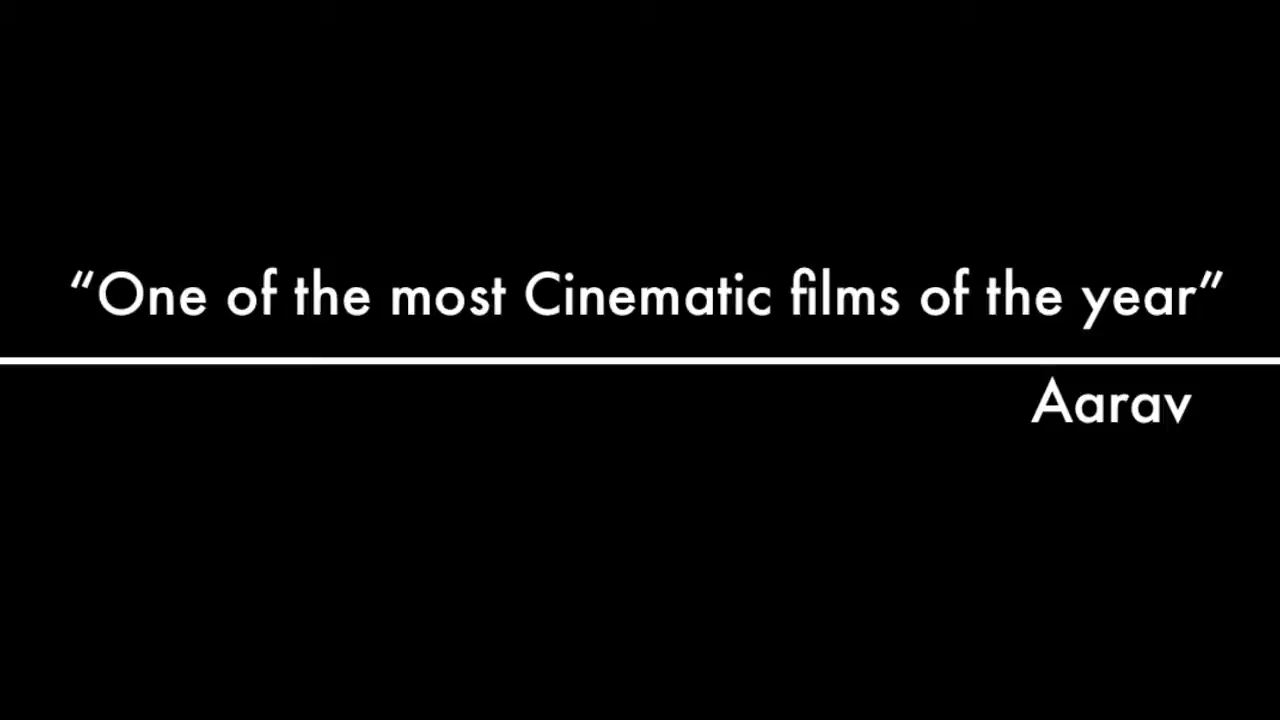 “One of the most Cinematic films of the year”
Aarav